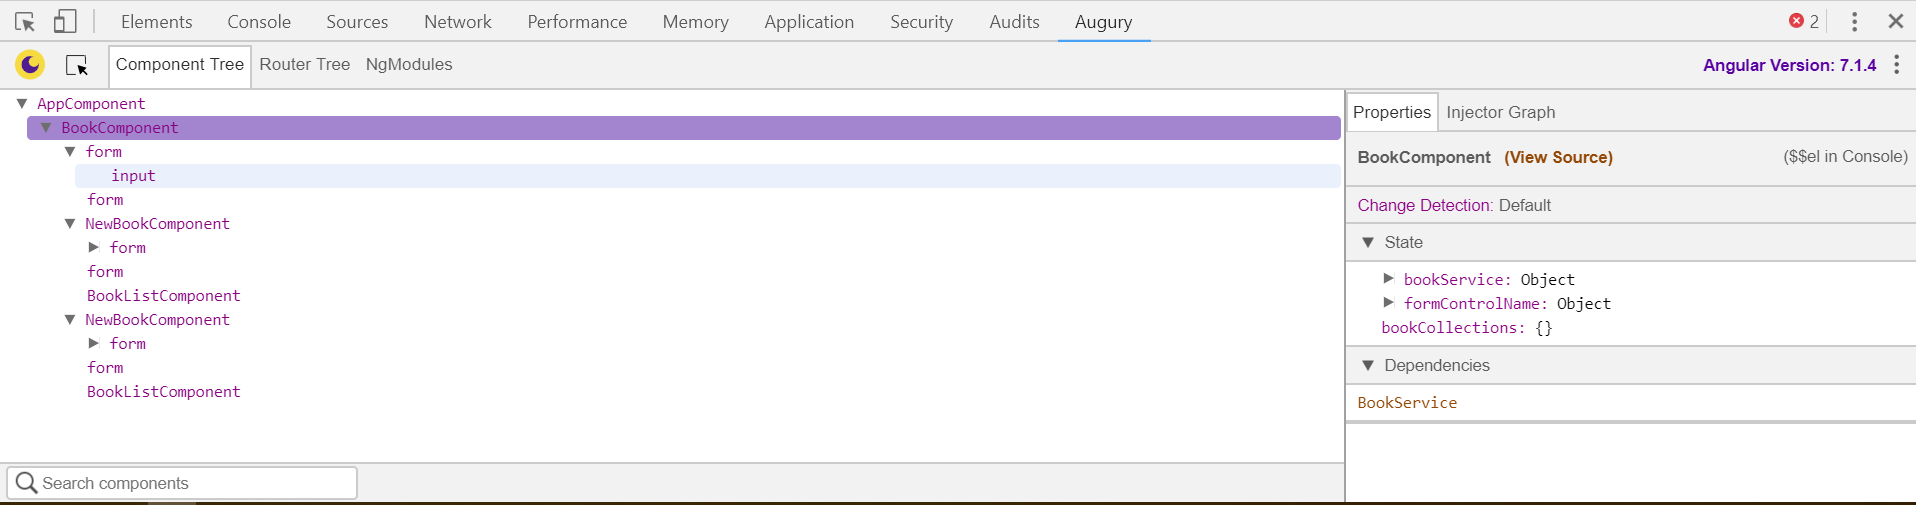 Elements Console Sources Network Performance Memory Application Security Audits Augury 2
Component Tree Router Tree NgModules Angular Version: 7.1.4
AppComponent
BookComponent
form
input
form
NewBookComponent
form
form
BookListComponent
NewBookComponent
form
form
BookListComponent
Search components
Properties Injector Graph
BookComponent (View Source) ($$el in Console)
Change Detection: Default
State
bookService: Object
formControlName: Object
bookCollections: {}
Dependencies
BookService